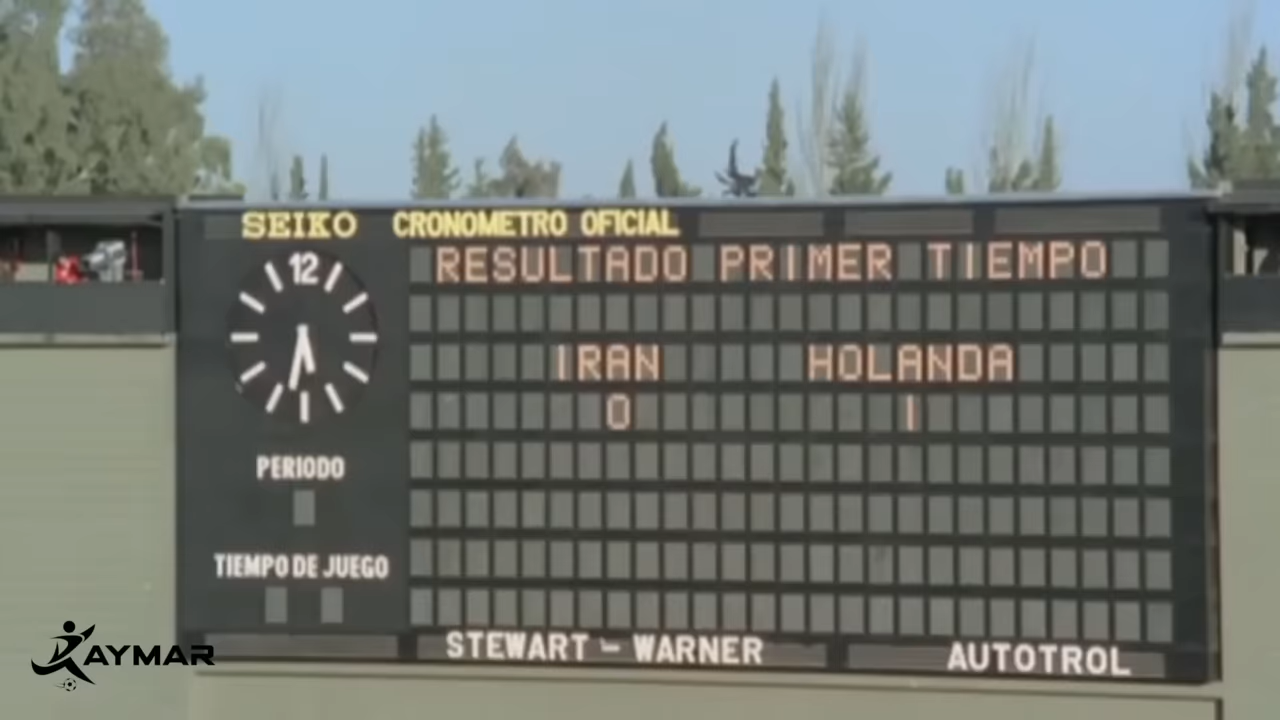 SEIKO CRONOMETRO OFICIAL
12
RESULTADO PRIMER TIEMPO
IRAN HOLANDA
0 1
PERIODO
TIEMPO DE JUEGO
STEWART - WARNER AUTOTROL
KAYMAR